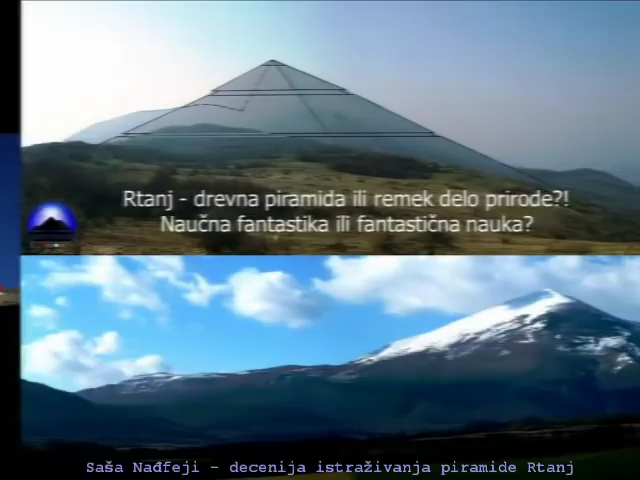 Rtanj - drevna piramida ili remek delo prirode?!
Naučna fantastika ili fantastična nauka?
Saša Nađfeji - decenija istraživanja piramide Rtanj